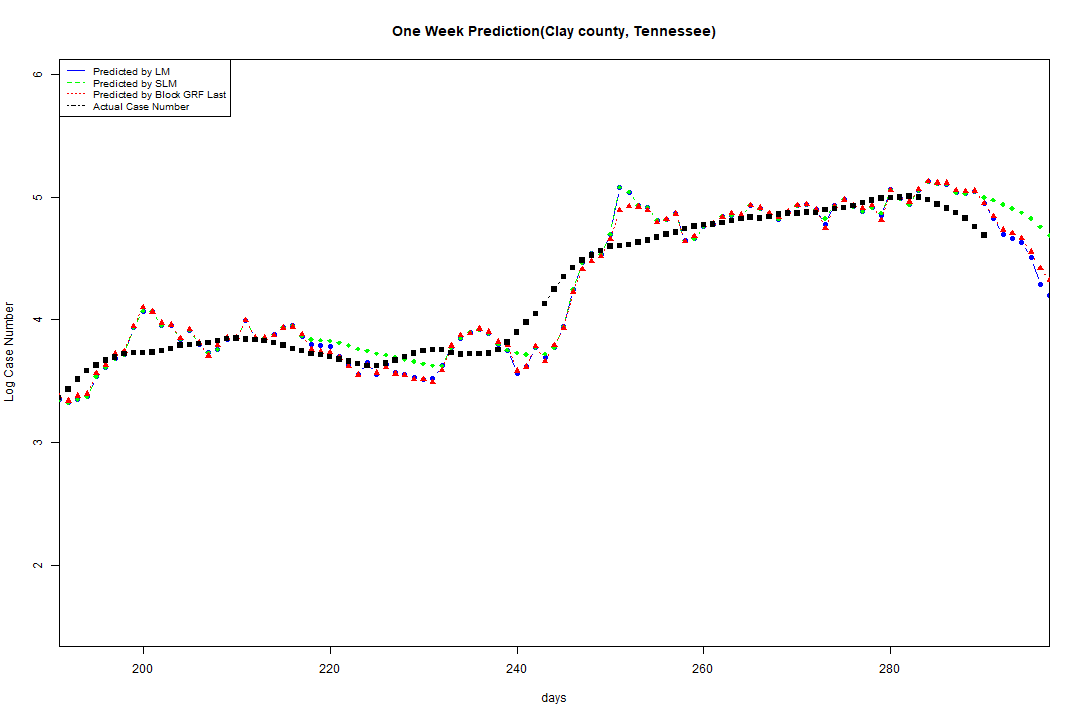 One Week Prediction(Clay county, Tennessee)
Predicted by LM
Predicted by SLM
Predicted by Block GRF Last
Actual Case Number
6
5
4
3
2
Log Case Number
200 220 240 260 280
days